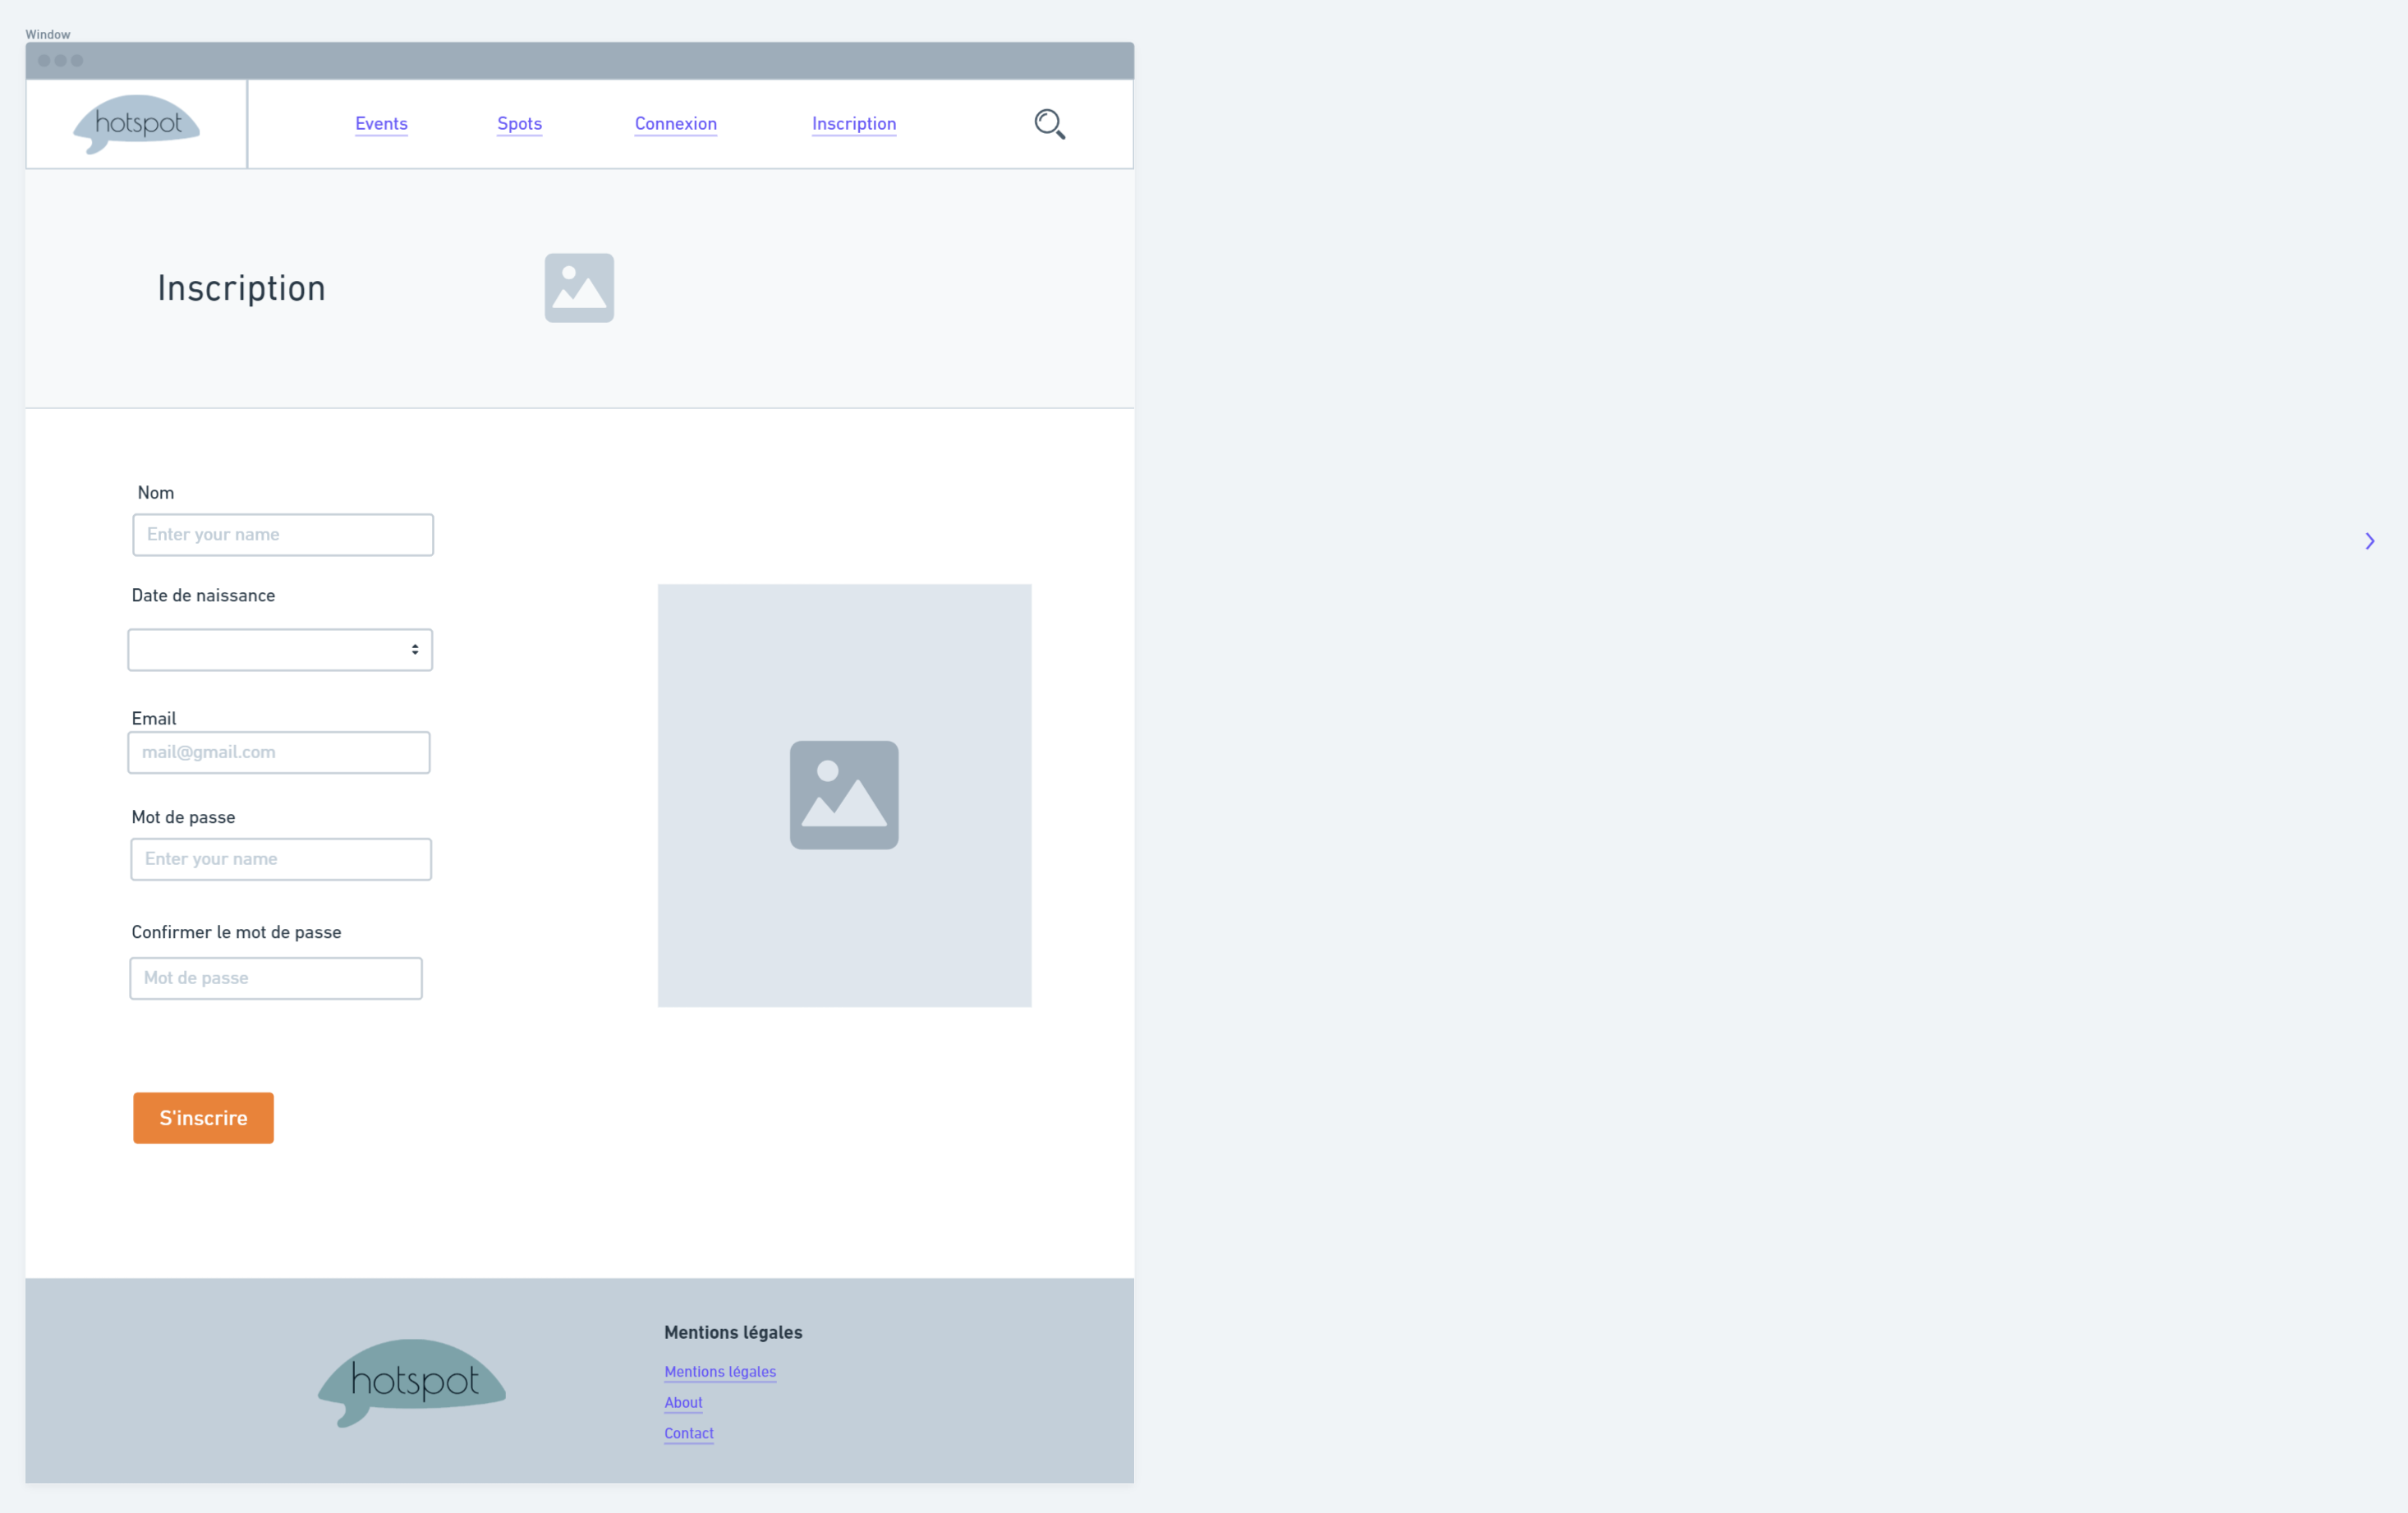 Window
hotspot
Events
Spots
Connexion
Inscription
Inscription
Nom
Enter your name
Date de naissance
Email
mail@gmail.com
Mot de passe
Enter your name
Confirmer le mot de passe
Mot de passe
S'inscrire
hotspot
Mentions légales
Mentions légales
About
Contact